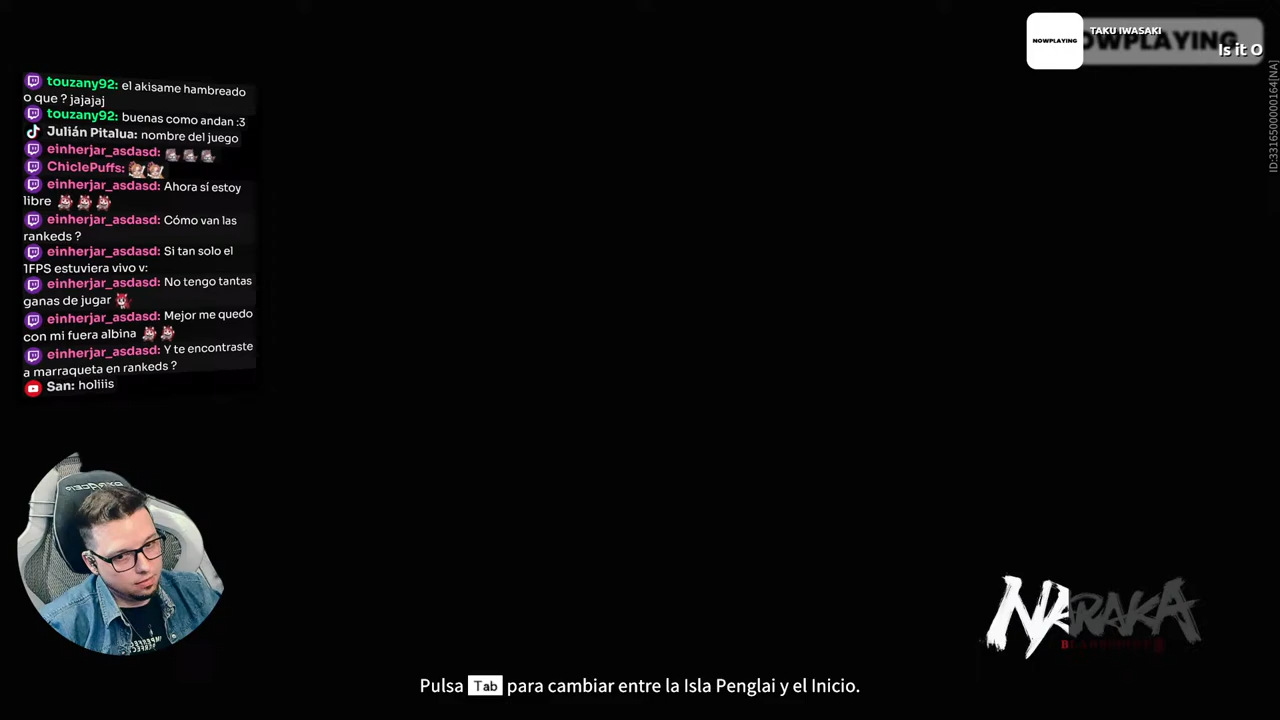 NOWPLAYING
TAKU IWASAKI
NOWPLAYING
Is it O
ID:3316500000164[NA]
touzany92: el akisame hambreado
o que ? jajajaj
touzany92: buenas como andan :3
Julián Pitalua: nombre del juego
einherjar_asdasd:
ChiclePuffs:
einherjar_asdasd: Ahora sí estoy
libre
einherjar_asdasd: Cómo van las
rankeds ?
einherjar_asdasd: Si tan solo el
1FPS estuviera vivo v:
einherjar_asdasd: No tengo tantas
ganas de jugar
einherjar_asdasd: Mejor me quedo
con mi fuera albina
einherjar_asdasd: Y te encontraste
a marraqueta en rankeds ?
San: holiiis
NARAKA
Pulsa Tab para cambiar entre la Isla Penglai y el Inicio.